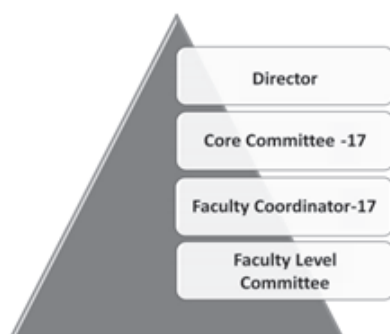 Director
Core Committee -17
Faculty Coordinator-17
Faculty Level
Committee